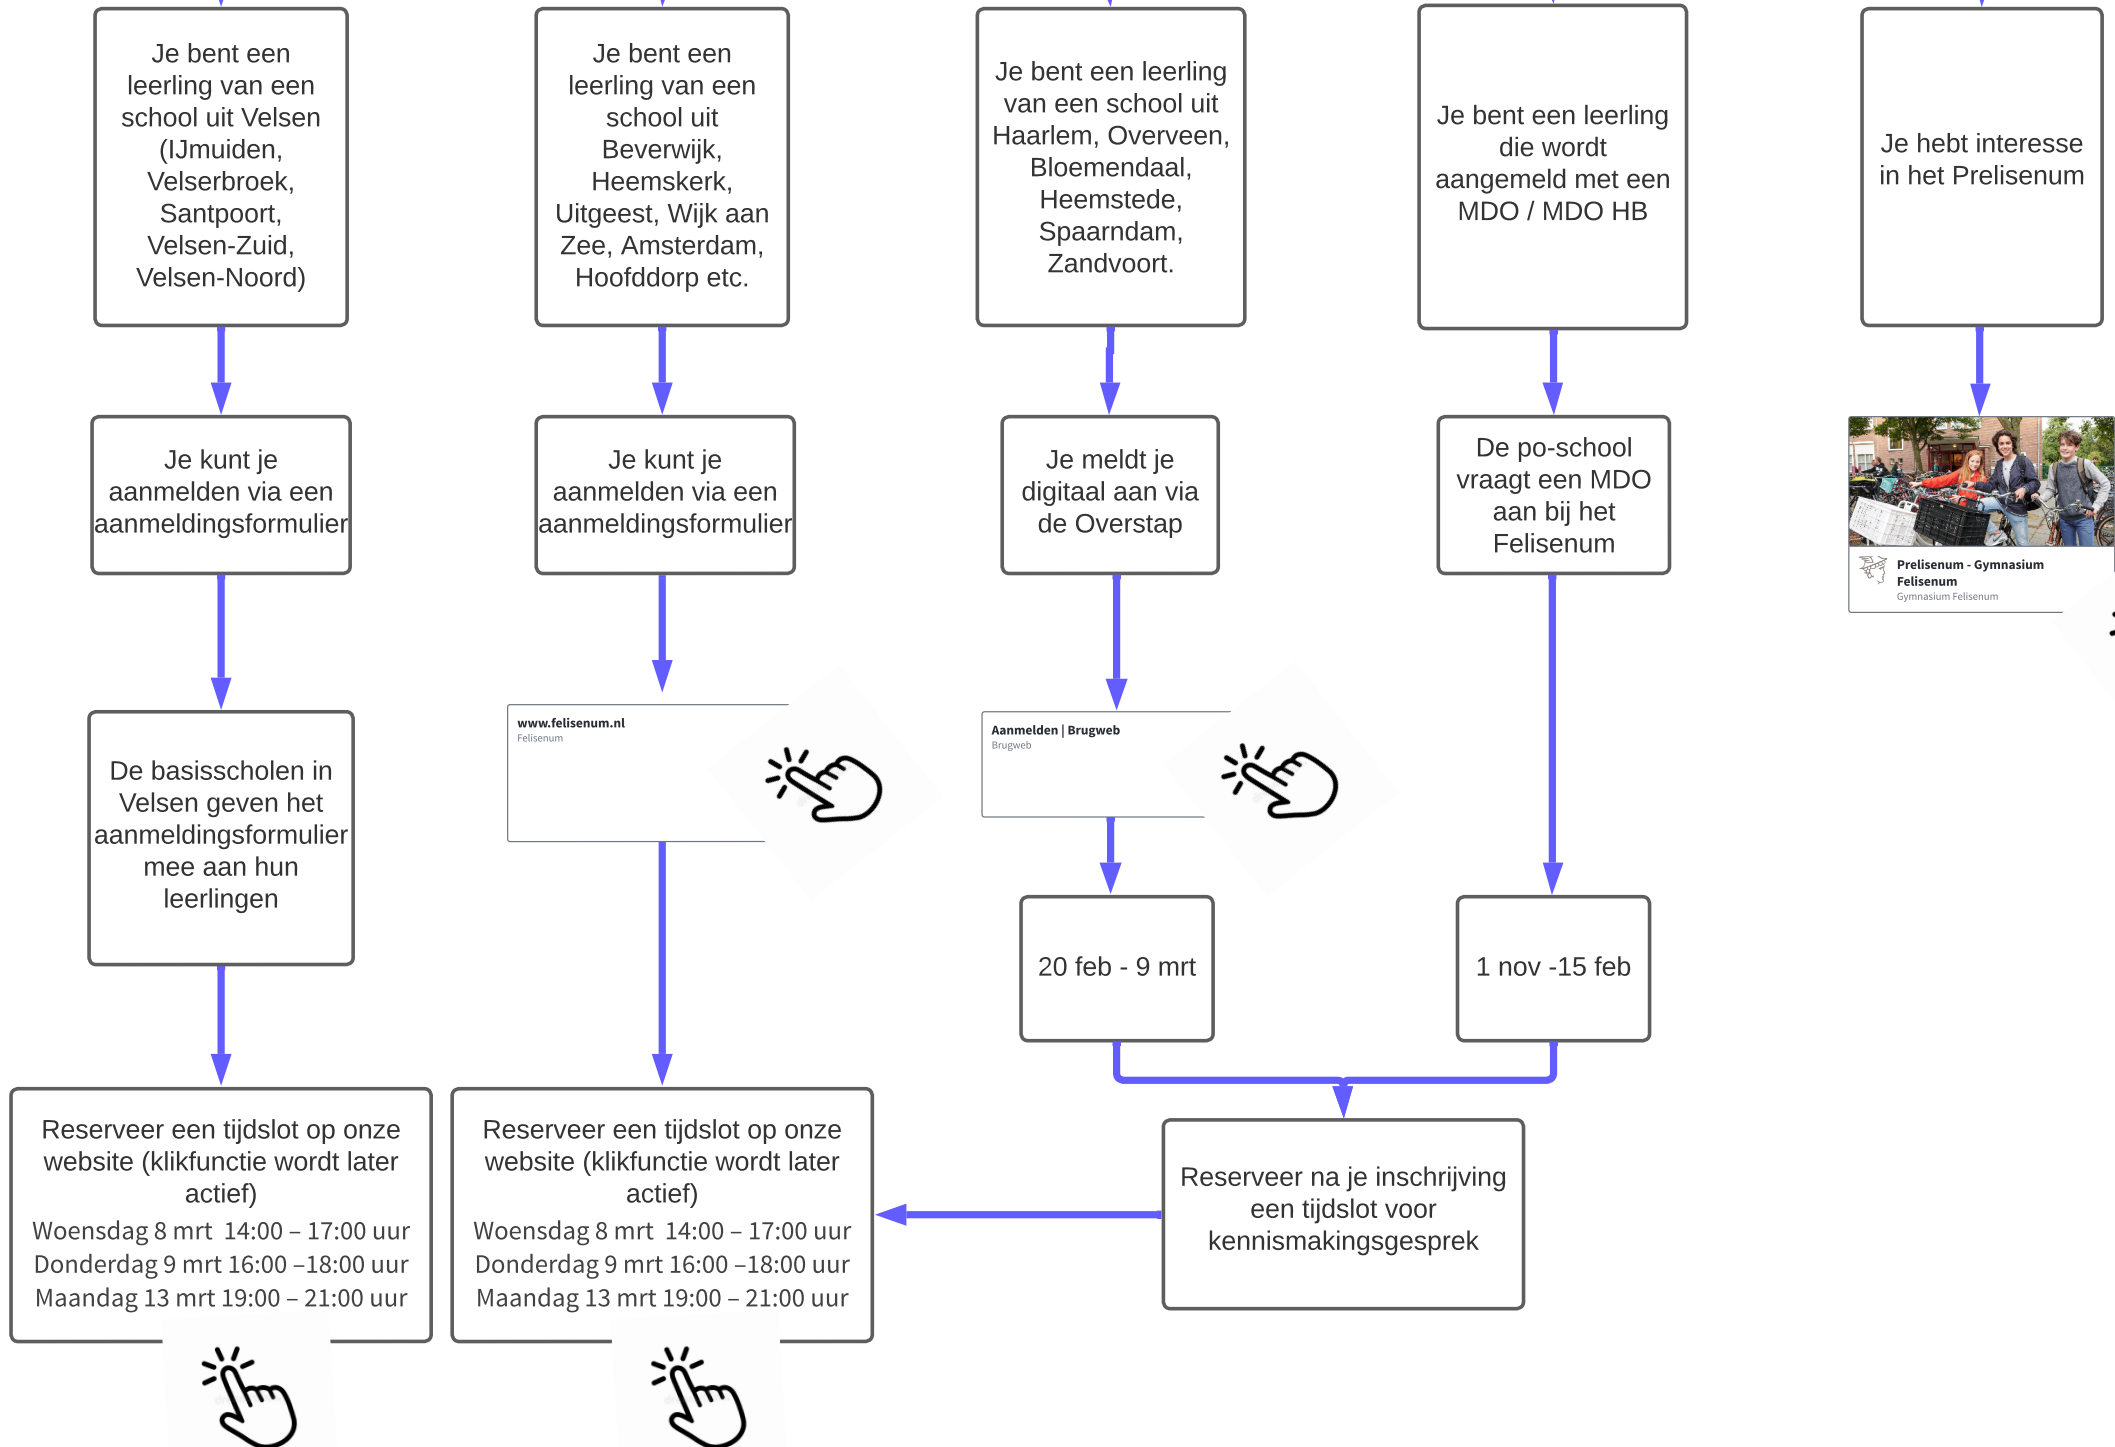 Je bent een
leerling van een
school uit Velsen
(IJmuiden,
Velserbroek,
Santpoort,
Velsen-Zuid,
Velsen-Noord)
Je bent een
leerling van een
school uit
Beverwijk,
Heemskerk,
Uitgeest, Wijk aan
Zee, Amsterdam,
Hoofddorp etc.
Je bent een leerling
van een school uit
Haarlem, Overveen,
Bloemendaal,
Heemstede,
Spaarndam,
Zandvoort.
Je bent een leerling
die wordt
aangemeld met een
MDO / MDO HB
Je hebt interesse
in het Prelisenum
Je kunt je
aanmelden via een
aanmeldingsformulier
Je kunt je
aanmelden via een
aanmeldingsformulier
Je meldt je
digitaal aan via
de Overstap
De po-school
vraagt een MDO
aan bij het
Felisenum
Prelisenum - Gymnasium
Felisenum
Gymnasium Felisenum
De basisscholen in
Velsen geven het
aanmeldingsformulier
mee aan hun
leerlingen
www.felisenum.nl
Felisenum
Aanmelden | Brugweb
Brugweb
20 feb - 9 mrt
1 nov -15 feb
Reserveer een tijdslot op onze
website (klikfunctie wordt later
actief)
Woensdag 8 mrt  14:00 – 17:00 uur
Donderdag 9 mrt 16:00 –18:00 uur
Maandag 13 mrt 19:00 – 21:00 uur
Reserveer een tijdslot op onze
website (klikfunctie wordt later
actief)
Woensdag 8 mrt  14:00 – 17:00 uur
Donderdag 9 mrt 16:00 –18:00 uur
Maandag 13 mrt 19:00 – 21:00 uur
Reserveer na je inschrijving
een tijdslot voor
kennismakingsgesprek